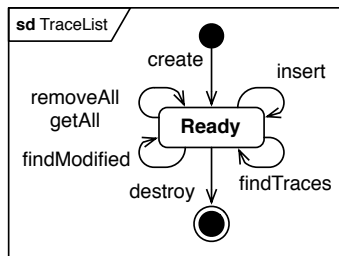 sd TraceList
create
insert
removeAll
getAll
Ready
findModified
findTraces
destroy